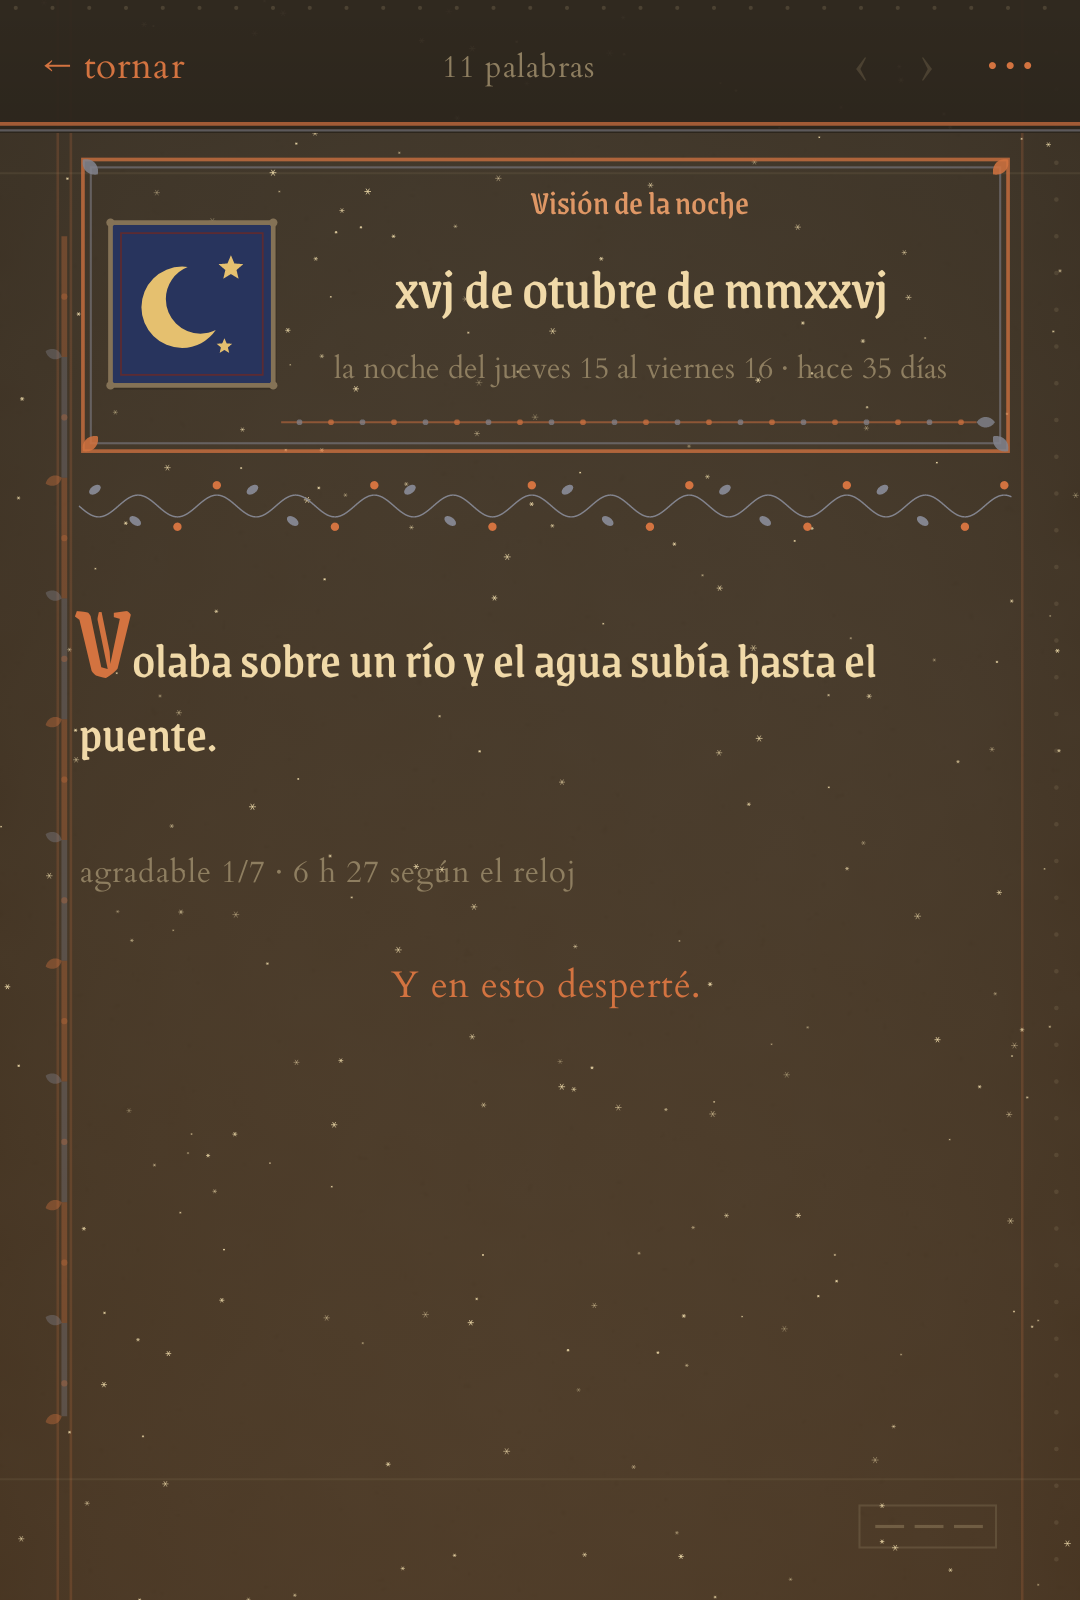 ← tornar
11 palabras
‹ ›
•••
Visión de la noche
xvj de otubre de mmxxvj
la noche del jueves 15 al viernes 16 · hace 35 días
Volaba sobre un río y el agua subía hasta el
puente.
agradable 1/7 · 6 h 27 según el reloj
Y en esto desperté.